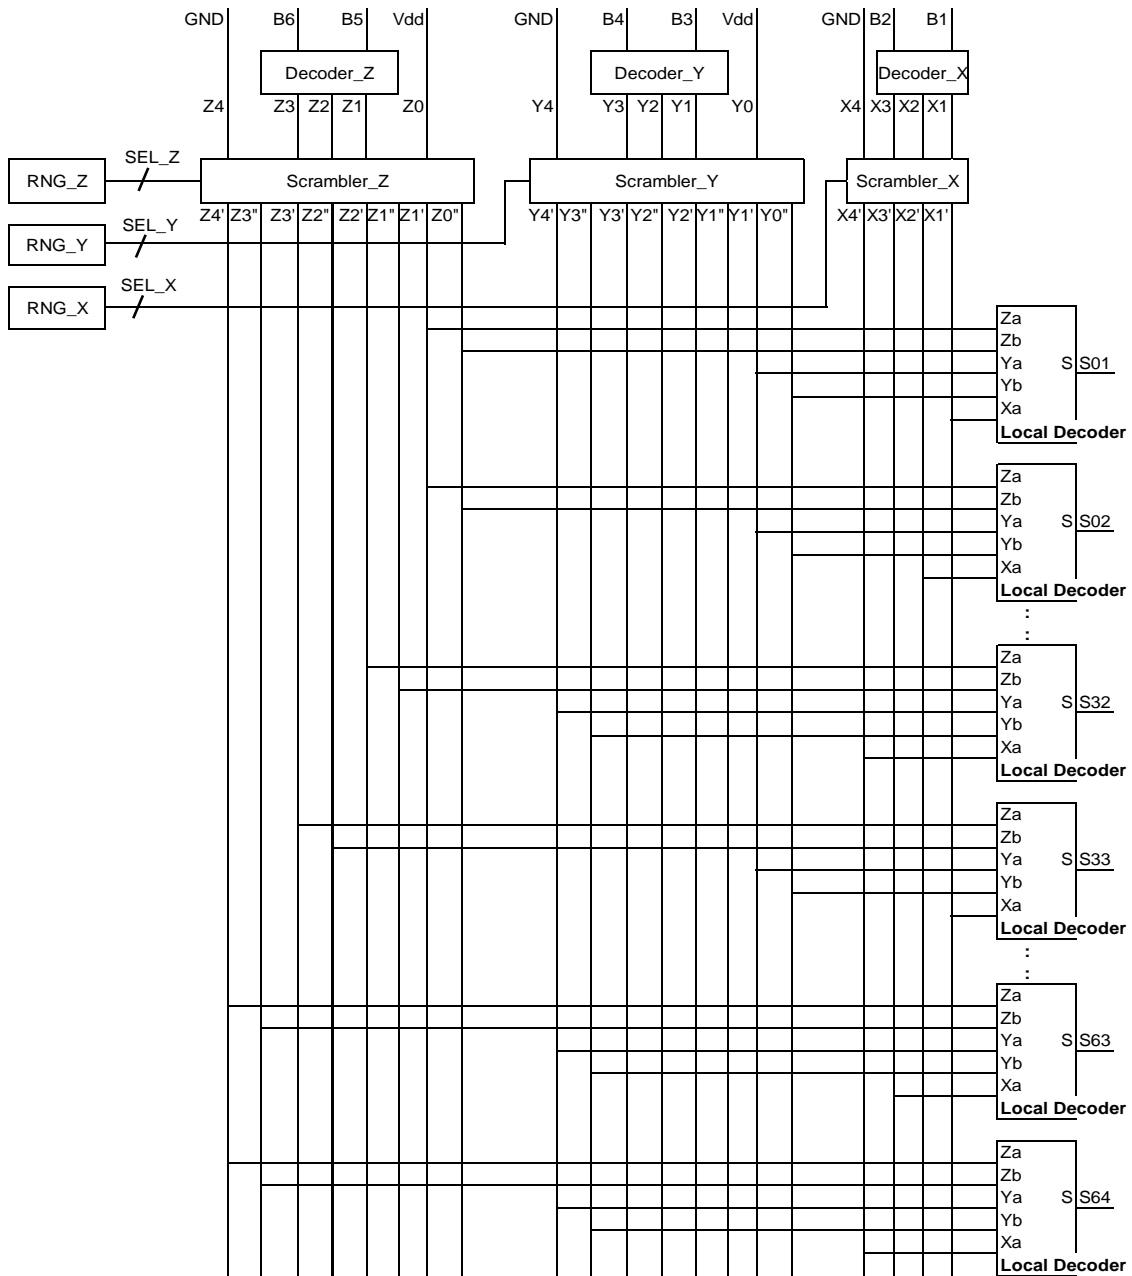 GND B6 B5 Vdd GND B4 B3 Vdd GND B2 B1
Decoder_Z Decoder_Y Decoder_X
Z4 Z3 Z2 Z1 Z0 Y4 Y3 Y2 Y1 Y0 X4 X3 X2 X1
SEL_Z
RNG_Z Scrambler_Z Scrambler_Y Scrambler_X
Z4' Z3" Z3' Z2" Z2' Z1" Z1' Z0" Y4' Y3" Y3' Y2" Y2' Y1" Y1' Y0" X4' X3' X2' X1'
SEL_Y
RNG_Y
SEL_X
RNG_X
Za
Zb
Ya S S01
Yb
Xa
Local Decoder
Za
Zb
Ya S S02
Yb
Xa
Local Decoder
:
:
Za
Zb
Ya S S32
Yb
Xa
Local Decoder
Za
Zb
Ya S S33
Yb
Xa
Local Decoder
:
:
Za
Zb
Ya S S63
Yb
Xa
Local Decoder
Za
Zb
Ya S S64
Yb
Xa
Local Decoder